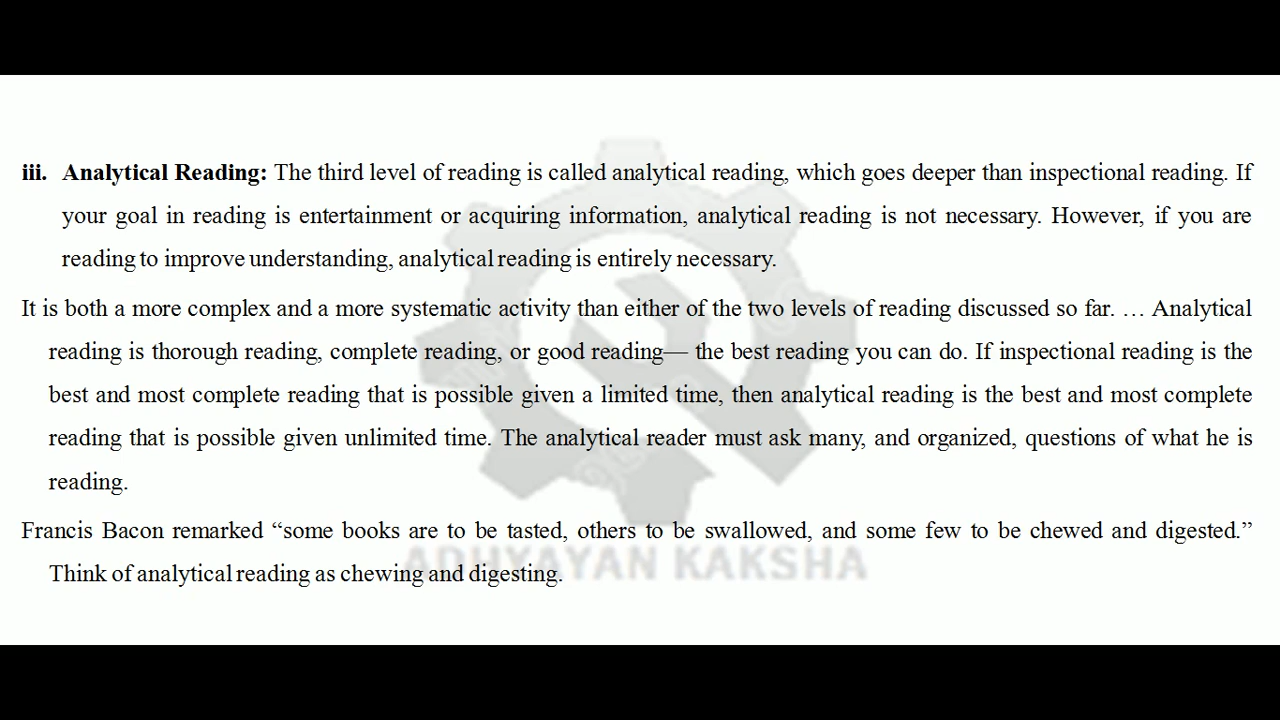 iii. Analytical Reading: The third level of reading is called analytical reading, which goes deeper than inspectional reading. If
your goal in reading is entertainment or acquiring information, analytical reading is not necessary. However, if you are
reading to improve understanding, analytical reading is entirely necessary.
It is both a more complex and a more systematic activity than either of the two levels of reading discussed so far. … Analytical
reading is thorough reading, complete reading, or good reading— the best reading you can do. If inspectional reading is the
best and most complete reading that is possible given a limited time, then analytical reading is the best and most complete
reading that is possible given unlimited time. The analytical reader must ask many, and organized, questions of what he is
reading.
Francis Bacon remarked “some books are to be tasted, others to be swallowed, and some few to be chewed and digested.”
Think of analytical reading as chewing and digesting.
ADHYAYAN KAKSHA